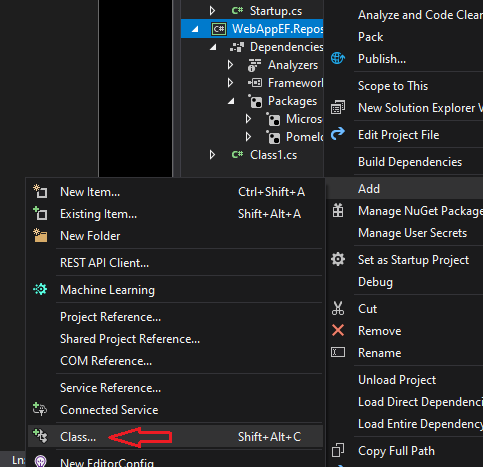 Startup.cs
WebAppEF.Repos
Dependencies
Analyzers
Framework
Packages
Micros
Pomelo
Class1.cs
Analyze and Code Clean
Pack
Publish...
Scope to This
New Solution Explorer V
Edit Project File
Build Dependencies
Add
Manage NuGet Package
Manage User Secrets
Set as Startup Project
Debug
Cut
Remove
Rename
Unload Project
Load Direct Dependenci
Load Entire Dependency
Copy Full Path
New Item... Ctrl+Shift+A
Existing Item... Shift+Alt+A
New Folder
REST API Client...
Machine Learning
Project Reference...
Shared Project Reference...
COM Reference...
Service Reference...
Connected Service
Class... Shift+Alt+C
New EditorConfig
Ln: